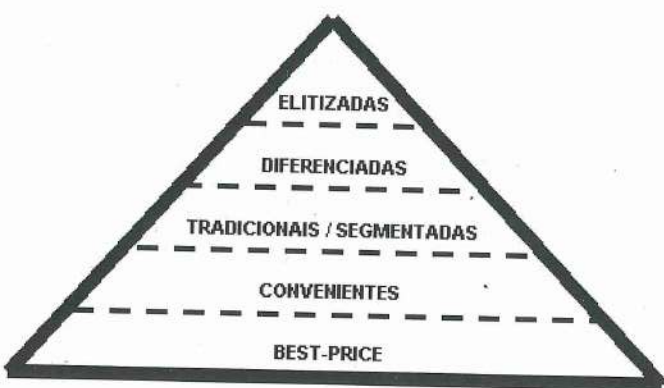 ELITIZADAS
DIFERENCIADAS
TRADICIONAIS / SEGMENTADAS
CONVENIENTES
BEST-PRICE